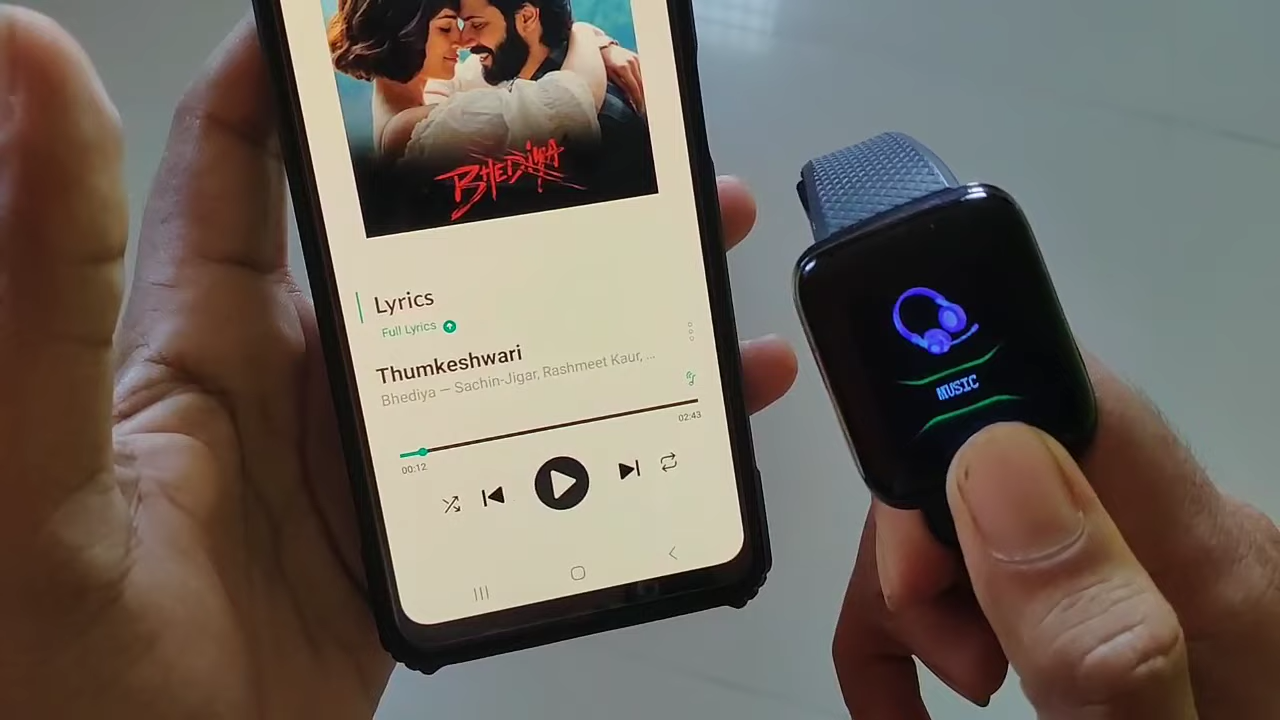 BHEDIYA
Lyrics
Full Lyrics
Thumkeshwari
Bhediya — Sachin-Jigar, Rashmeet Kaur, ...
00:12
02:43
MUSIC